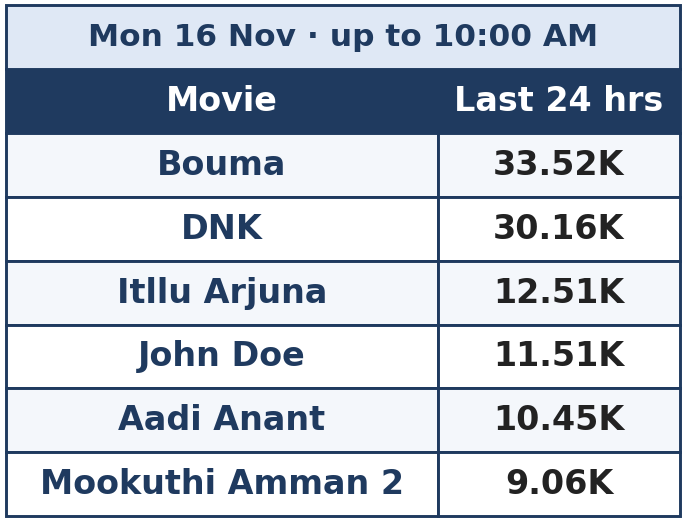 Mon 16 Nov · up to 10:00 AM
Movie Last 24 hrs
Bouma 33.52K
DNK 30.16K
Itllu Arjuna 12.51K
John Doe 11.51K
Aadi Anant 10.45K
Mookuthi Amman 2 9.06K